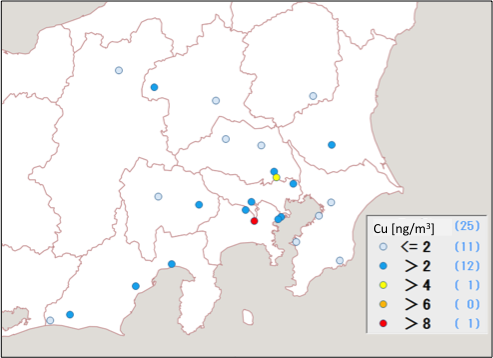 Cu [ng/m³] (25)
<= 2 (11)
> 2 (12)
> 4 ( 1)
> 6 ( 0)
> 8 ( 1)